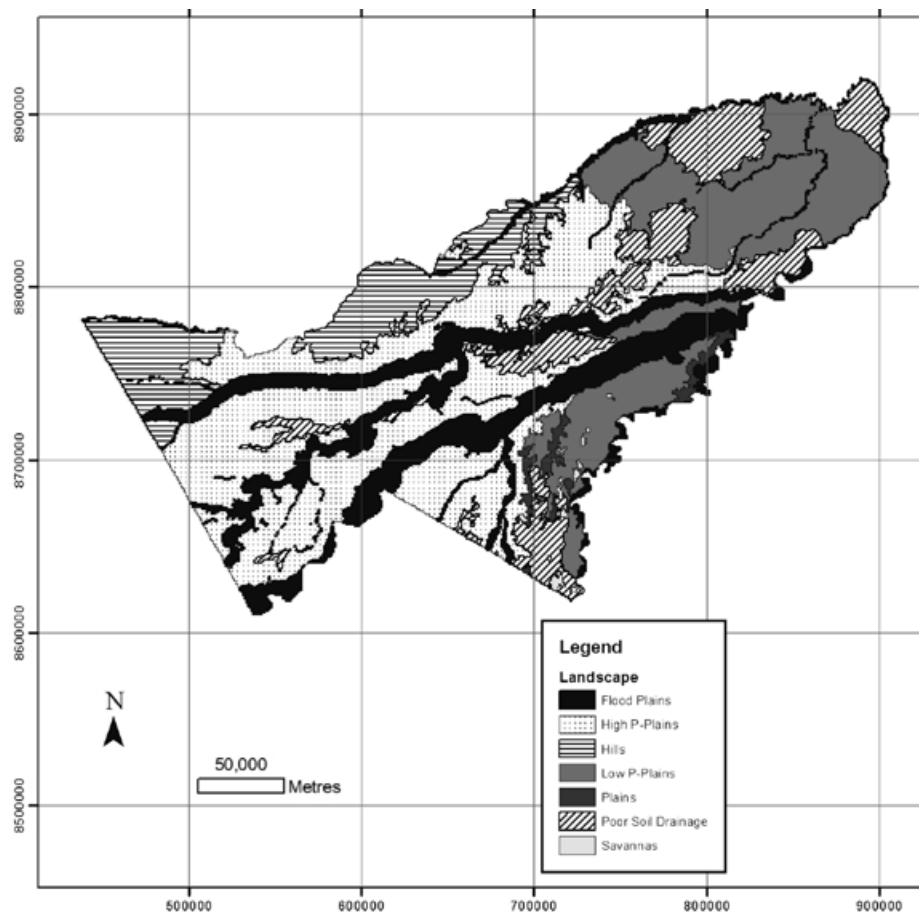 8900000
8800000
8700000
8600000
8500000
N
50,000
Metres
Legend
Landscape
Flood Plains
High P-Plains
Hills
Low P-Plains
Plains
Poor Soil Drainage
Savannas
500000 600000 700000 800000 900000